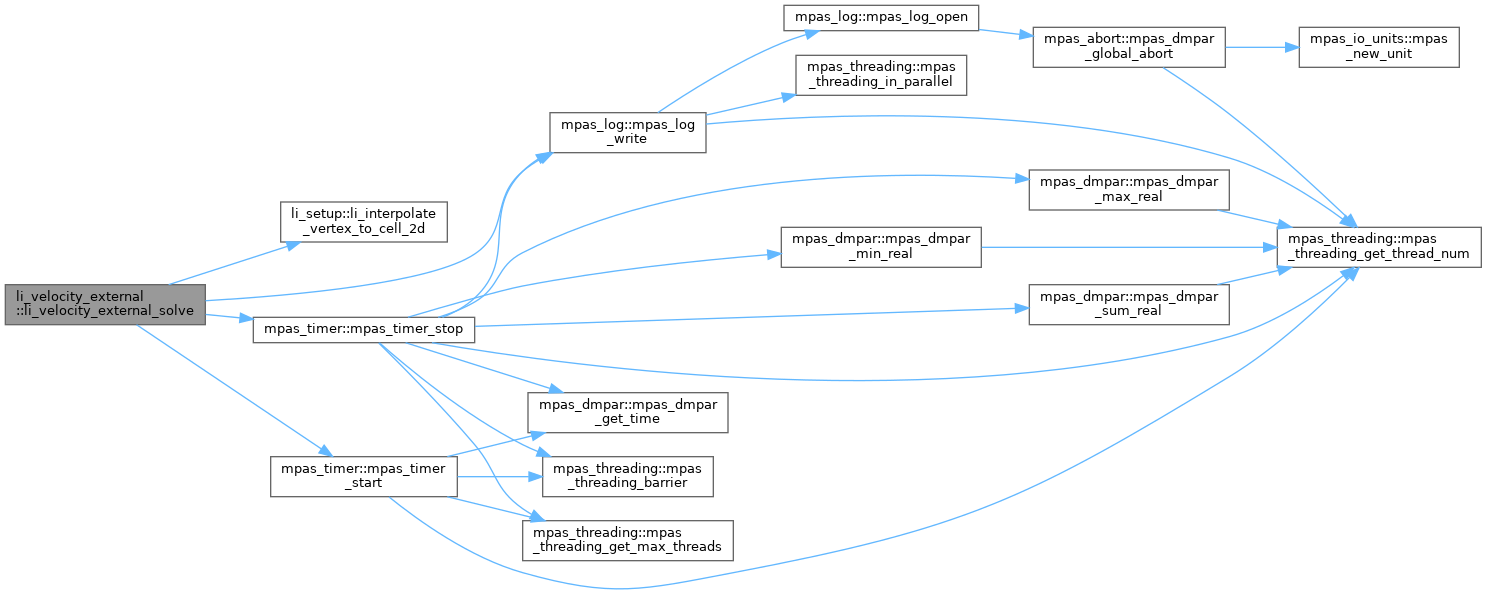 li_velocity_external
::li_velocity_external_solve
li_setup::li_interpolate
_vertex_to_cell_2d
mpas_timer::mpas_timer_stop
mpas_timer::mpas_timer
_start
mpas_log::mpas_log
_write
mpas_dmpar::mpas_dmpar
_get_time
mpas_threading::mpas
_threading_barrier
mpas_threading::mpas
_threading_get_max_threads
mpas_log::mpas_log_open
mpas_threading::mpas
_threading_in_parallel
mpas_dmpar::mpas_dmpar
_min_real
mpas_abort::mpas_dmpar
_global_abort
mpas_dmpar::mpas_dmpar
_max_real
mpas_dmpar::mpas_dmpar
_sum_real
mpas_io_units::mpas
_new_unit
mpas_threading::mpas
_threading_get_thread_num